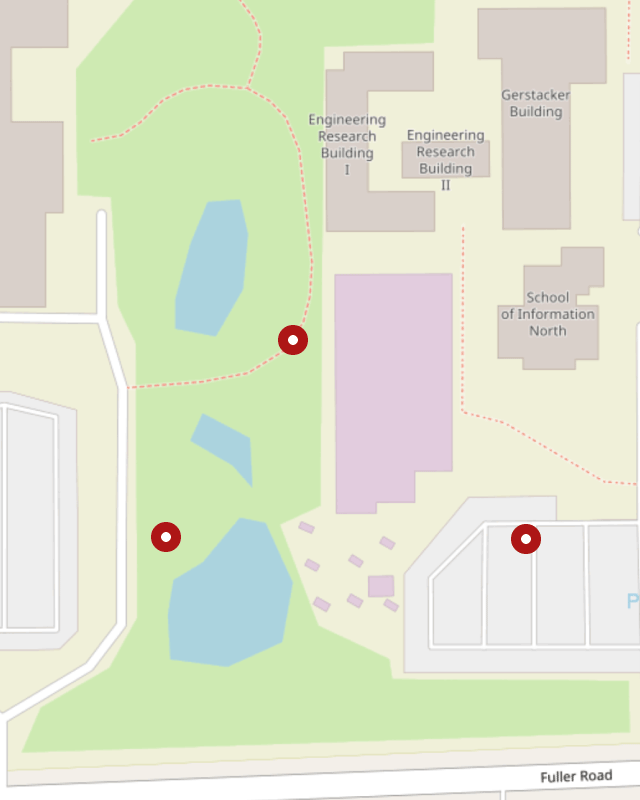 Engineering
Research
Building
I
Engineering
Research
Building
II
Gerstacker
Building
School
of Information
North
P
Fuller Road